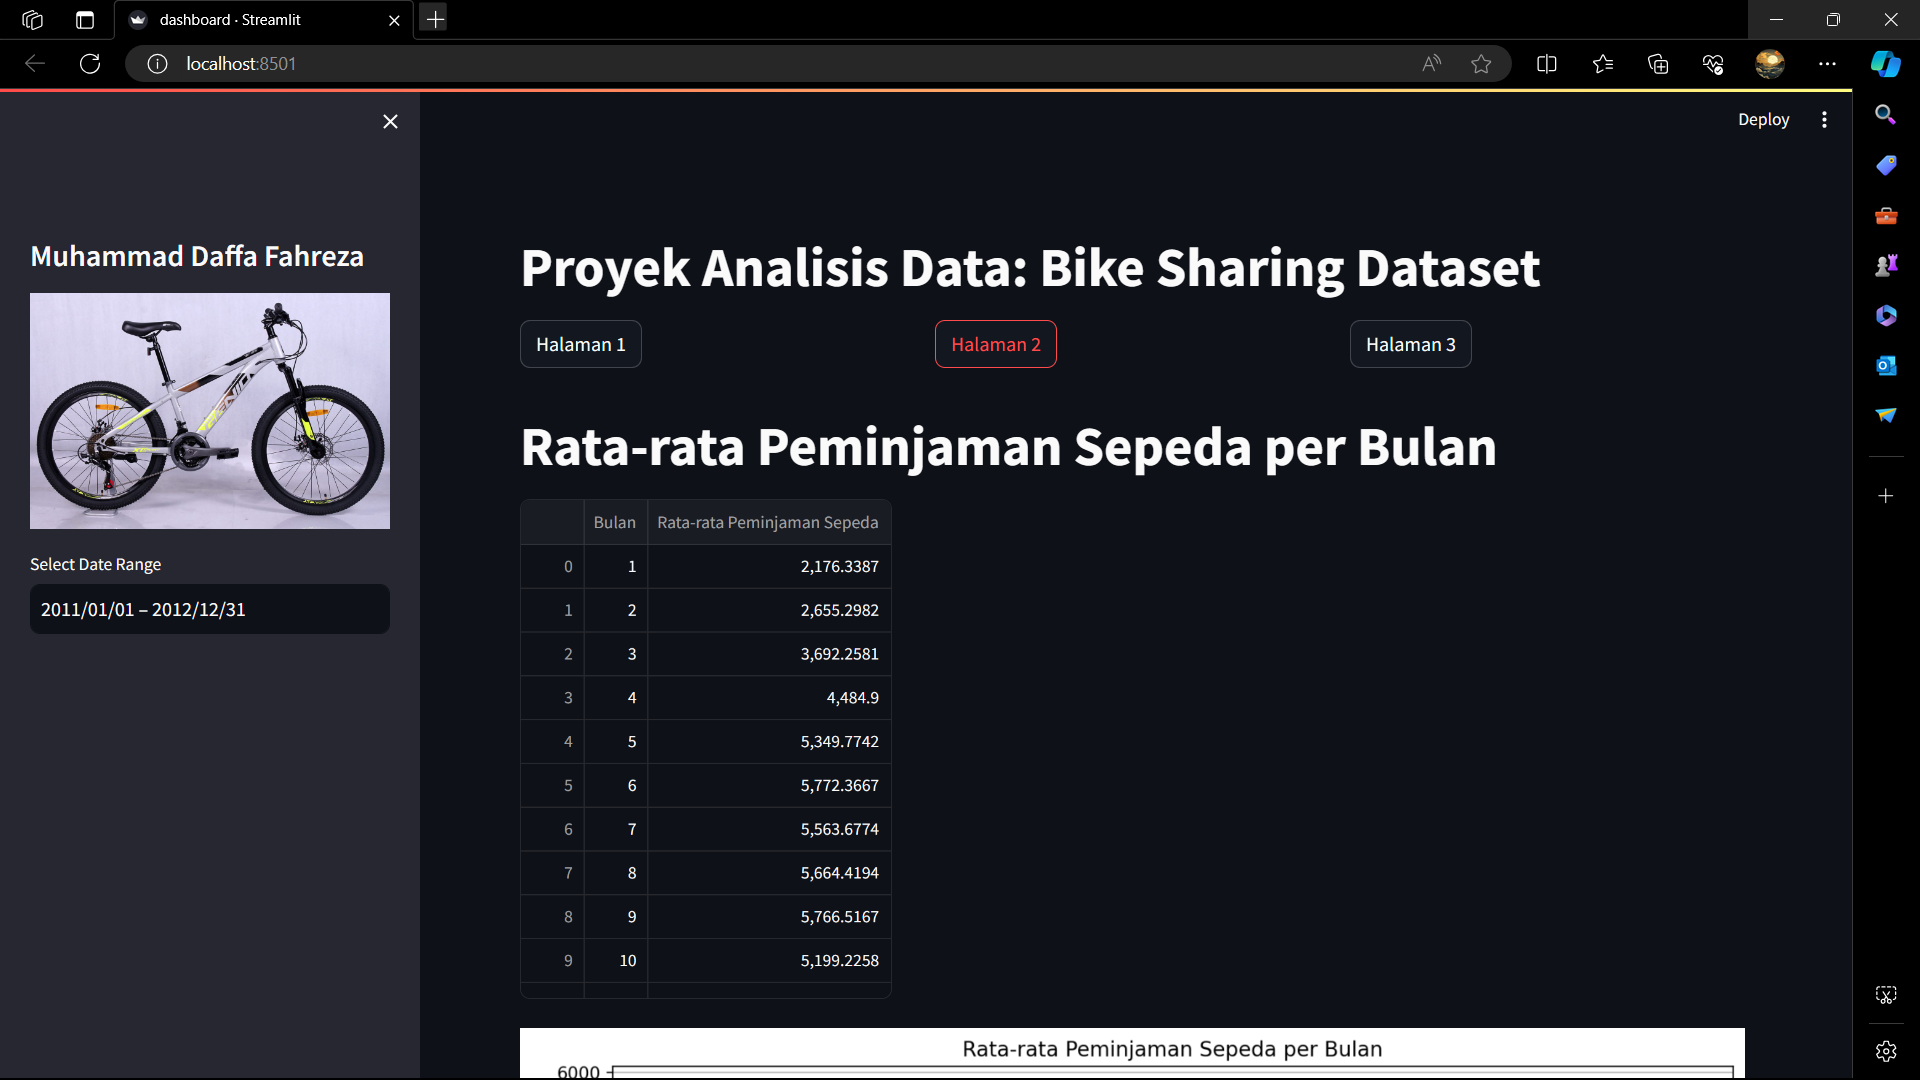 dashboard · Streamlit
localhost:8501
Deploy
Muhammad Daffa Fahreza
Select Date Range
2011/01/01 – 2012/12/31
Proyek Analisis Data: Bike Sharing Dataset
Halaman 1 Halaman 2 Halaman 3
Rata-rata Peminjaman Sepeda per Bulan
Bulan Rata-rata Peminjaman Sepeda
0 1 2,176.3387
1 2 2,655.2982
2 3 3,692.2581
3 4 4,484.9
4 5 5,349.7742
5 6 5,772.3667
6 7 5,563.6774
7 8 5,664.4194
8 9 5,766.5167
9 10 5,199.2258
Rata-rata Peminjaman Sepeda per Bulan
6000